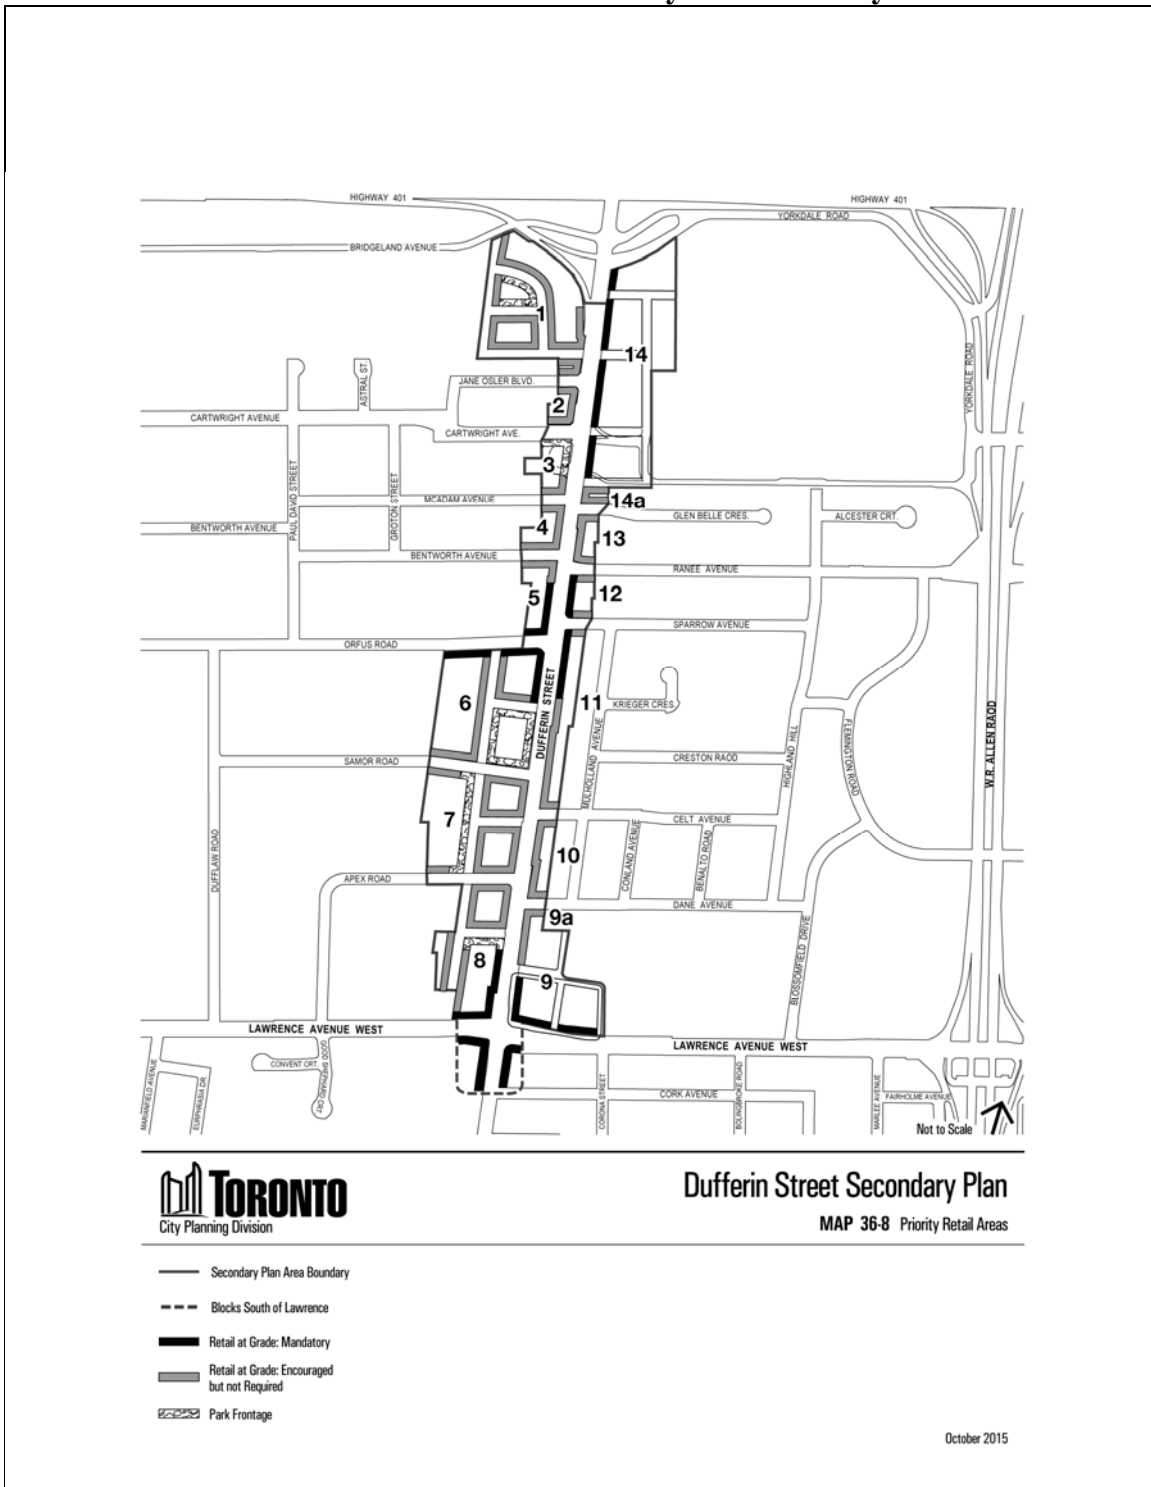 HIGHWAY 401
HIGHWAY 401
YORKDALE ROAD
BRIDGELAND AVENUE
1
14
YORKDALE ROAD
ASTRAL ST.
JANE OSLER BLVD.
2
CARTWRIGHT AVENUE
CARTWRIGHT AVE.
3
PAUL DAVID STREET
GROTON STREET
MCADAM AVENUE
14a
GLEN BELLE CRES.
ALCESTER CRT.
BENTWORTH AVENUE
4
13
BENTWORTH AVENUE
RANEE AVENUE
5
12
SPARROW AVENUE
ORFUS ROAD
DUFFERIN STREET
6
11
KRIEGER CRES.
MULHOLLAND AVENUE
HIGHLAND HILL
FLEMINGTON ROAD
W.R. ALLEN RAOD
SAMOR ROAD
CRESTON RAOD
7
CELT AVENUE
DUFFLAW ROAD
10
CONLAND AVENUE
BENALTO ROAD
APEX ROAD
DANE AVENUE
9a
BLOSSOMFIELD DRIVE
8
9
LAWRENCE AVENUE WEST
LAWRENCE AVENUE WEST
CONVENT CRT.
GOOD SHEPHARD CRT.
MARIANFIELD AVENUE
EUPHRASIA DR.
CORONA STREET
CORK AVENUE
BOLINGBROKE ROAD
MARLEE AVENUE
FAIRHOLME AVENUE
Not to Scale
TORONTO
City Planning Division
Dufferin Street Secondary Plan
MAP 36-8 Priority Retail Areas
Secondary Plan Area Boundary
Blocks South of Lawrence
Retail at Grade: Mandatory
Retail at Grade: Encouraged
but not Required
Park Frontage
October 2015